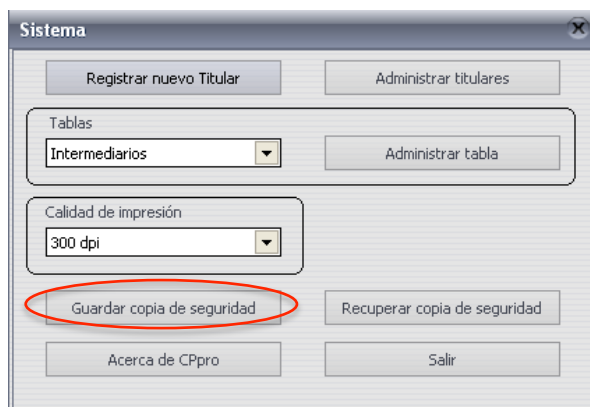 Sistema
Registrar nuevo Titular
Administrar titulares
Tablas
Intermediarios
Administrar tabla
Calidad de impresión
300 dpi
Guardar copia de seguridad
Recuperar copia de seguridad
Acerca de CPpro
Salir